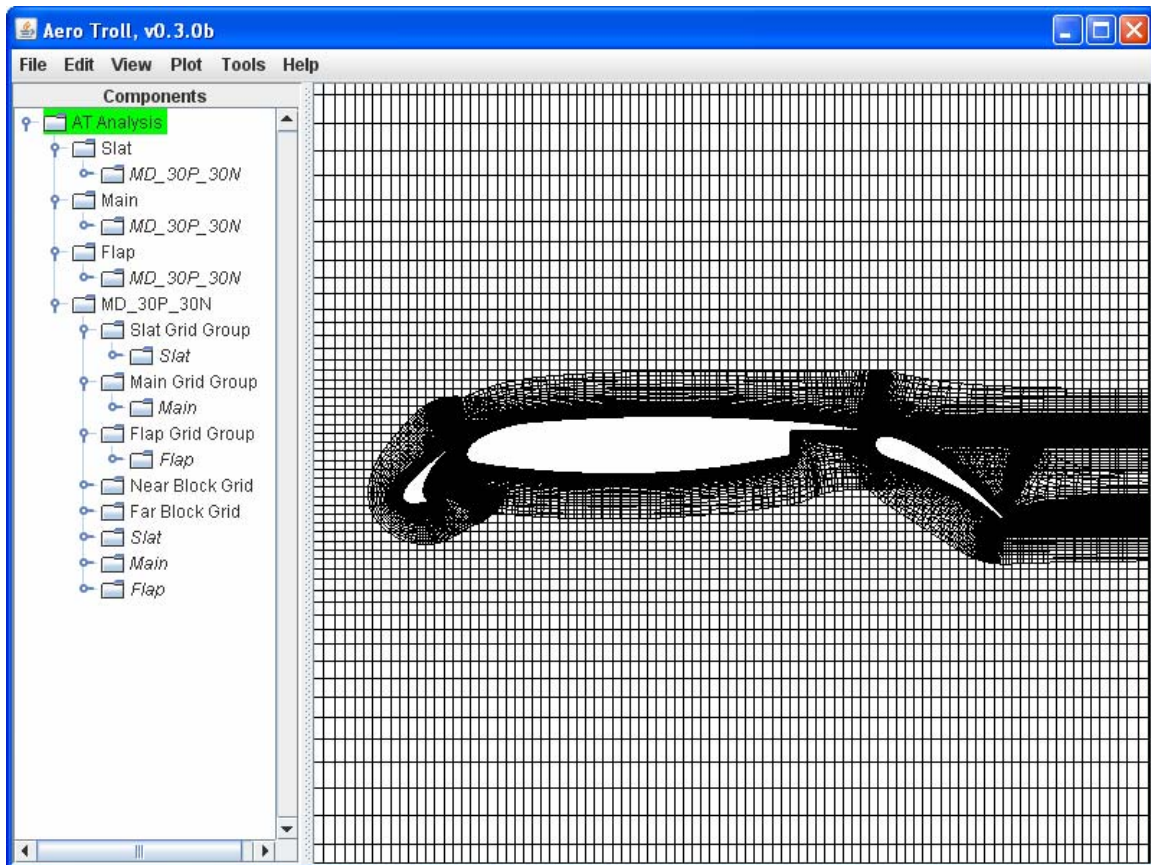 Aero Troll, v0.3.0b
File Edit View Plot Tools Help
Components
AT Analysis
Slat
MD_30P_30N
Main
MD_30P_30N
Flap
MD_30P_30N
MD_30P_30N
Slat Grid Group
Slat
Main Grid Group
Main
Flap Grid Group
Flap
Near Block Grid
Far Block Grid
Slat
Main
Flap